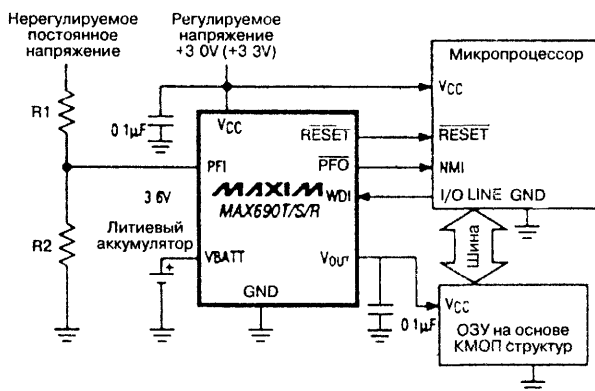 Нерегулируемое
постоянное
напряжение
Регулируемое
напряжение
+3 0V (+3 3V)
Микропроцессор
R1
0 1µF
VCC
VCC
RESET
RESET
PFI
PFO
NMI
3 6V
MAXIM
WDI
I/O LINE GND
MAX690T/S/R
R2
Литиевый
аккумулятор
Шина
VBATT
VOUT
+
GND
VCC
0 1µF
ОЗУ на основе
КМОП структур